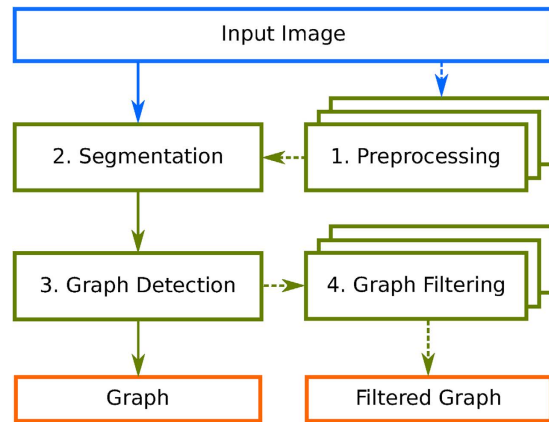 Input Image
2. Segmentation
1. Preprocessing
3. Graph Detection
4. Graph Filtering
Graph
Filtered Graph